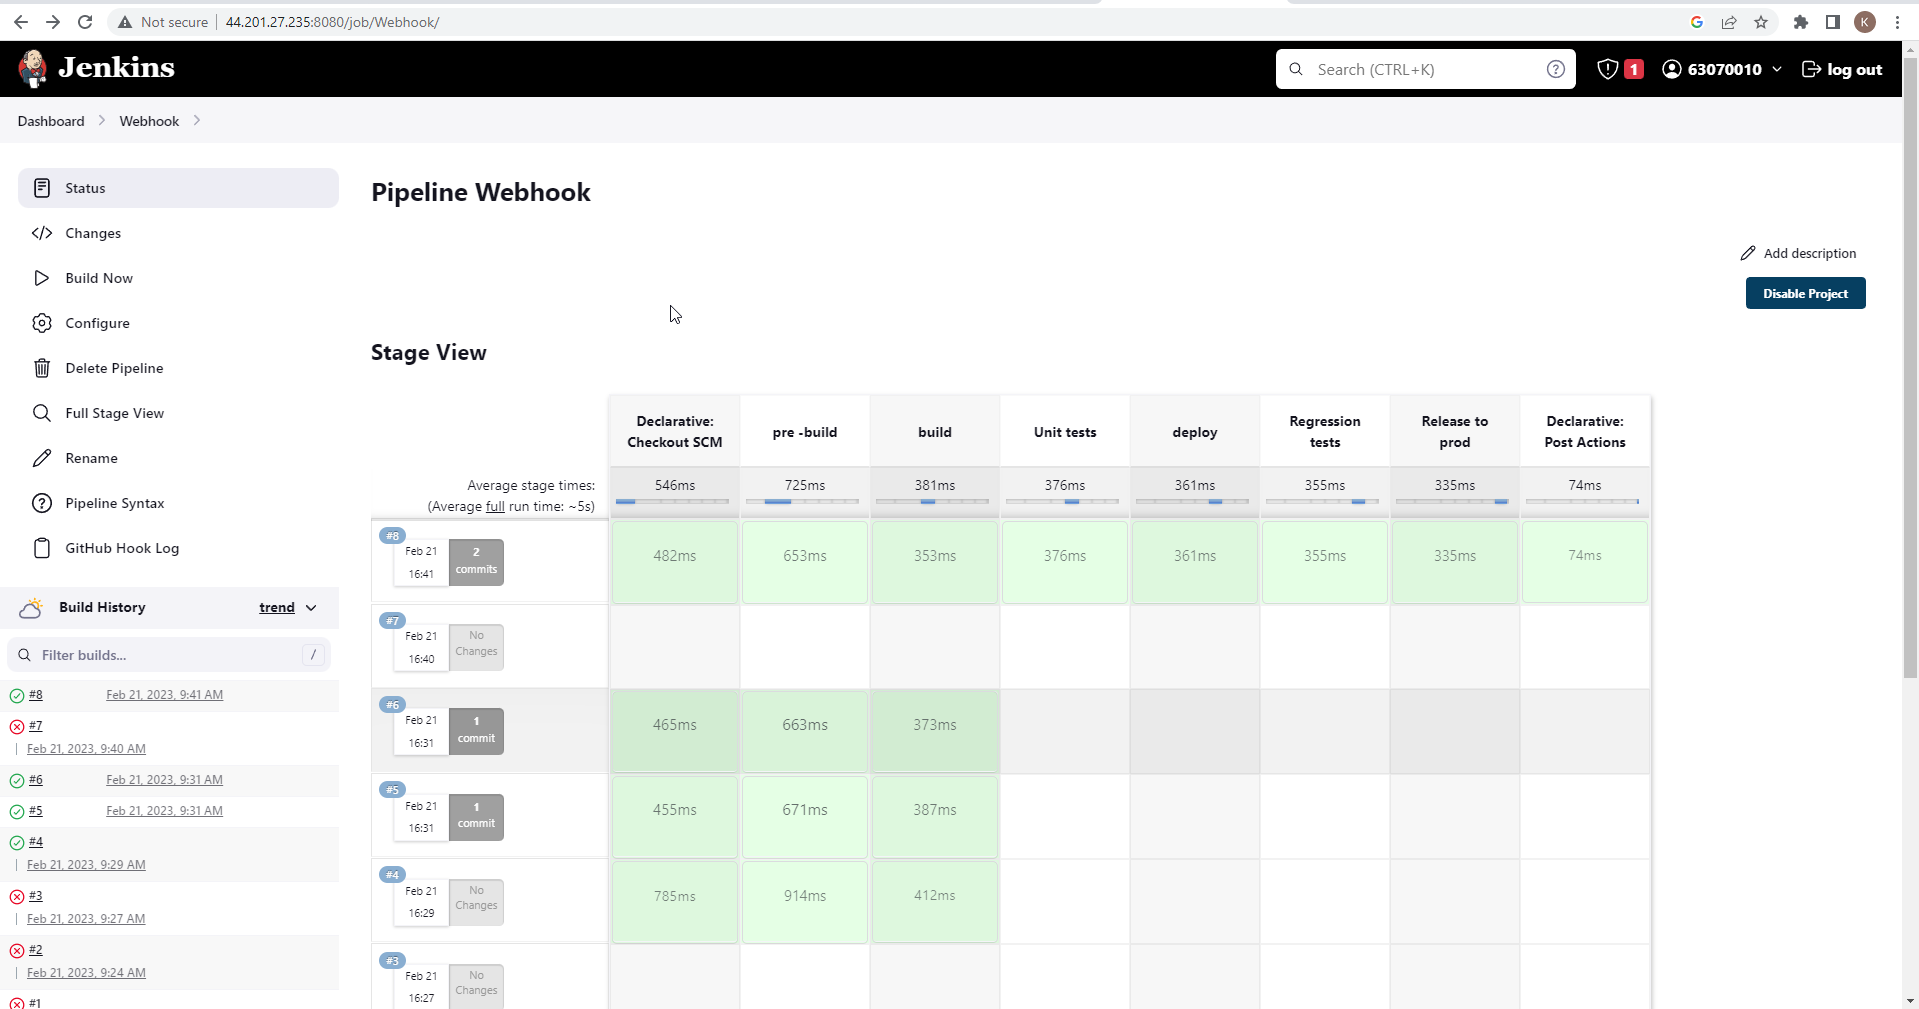 Not secure
44.201.27.235:8080/job/Webhook/
K
Jenkins
Search (CTRL+K)
1
63070010
log out
Dashboard
Webhook
Status
Changes
Build Now
Configure
Delete Pipeline
Full Stage View
Rename
Pipeline Syntax
GitHub Hook Log
Build History
trend
Filter builds...
/
#8
Feb 21, 2023, 9:41 AM
#7
Feb 21, 2023, 9:40 AM
#6
Feb 21, 2023, 9:31 AM
#5
Feb 21, 2023, 9:31 AM
#4
Feb 21, 2023, 9:29 AM
#3
Feb 21, 2023, 9:27 AM
#2
Feb 21, 2023, 9:24 AM
#1
Pipeline Webhook
Add description
Disable Project
Stage View
Declarative:
Checkout SCM
pre -build
build
Unit tests
deploy
Regression
tests
Release to
prod
Declarative:
Post Actions
Average stage times:
(Average full run time: ~5s)
546ms
725ms
381ms
376ms
361ms
355ms
335ms
74ms
#8
Feb 21
16:41
2
commits
482ms
653ms
353ms
376ms
361ms
355ms
335ms
74ms
#7
Feb 21
16:40
No
Changes
#6
Feb 21
16:31
1
commit
465ms
663ms
373ms
#5
Feb 21
16:31
1
commit
455ms
671ms
387ms
#4
Feb 21
16:29
No
Changes
785ms
914ms
412ms
#3
Feb 21
16:27
No
Changes